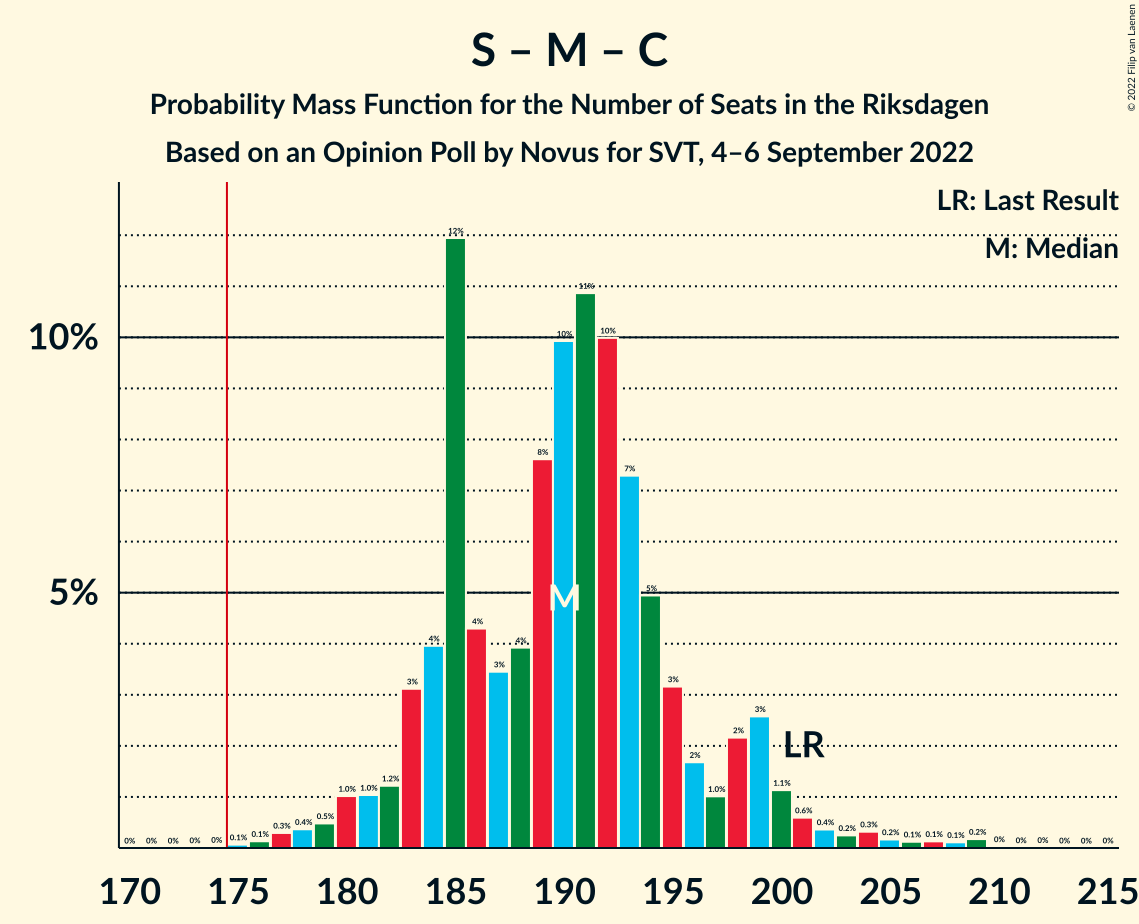 © 2022 Filip van Laenen
S – M – C
Probability Mass Function for the Number of Seats in the Riksdagen
Based on an Opinion Poll by Novus for SVT, 4–6 September 2022
LR: Last Result
M: Median
10%
5%
0% 0% 0% 0% 0% 0.1% 0.1% 0.3% 0.4% 0.5% 1.0% 1.0% 1.2% 3% 4% 12% 4% 3% 4% 8% 10% 11% 10% 7% 5% 3% 2% 1.0% 2% 3% 1.1% 0.6% 0.4% 0.2% 0.3% 0.2% 0.1% 0.1% 0.1% 0.2% 0% 0% 0% 0% 0% 0%
M
LR
170 175 180 185 190 195 200 205 210 215